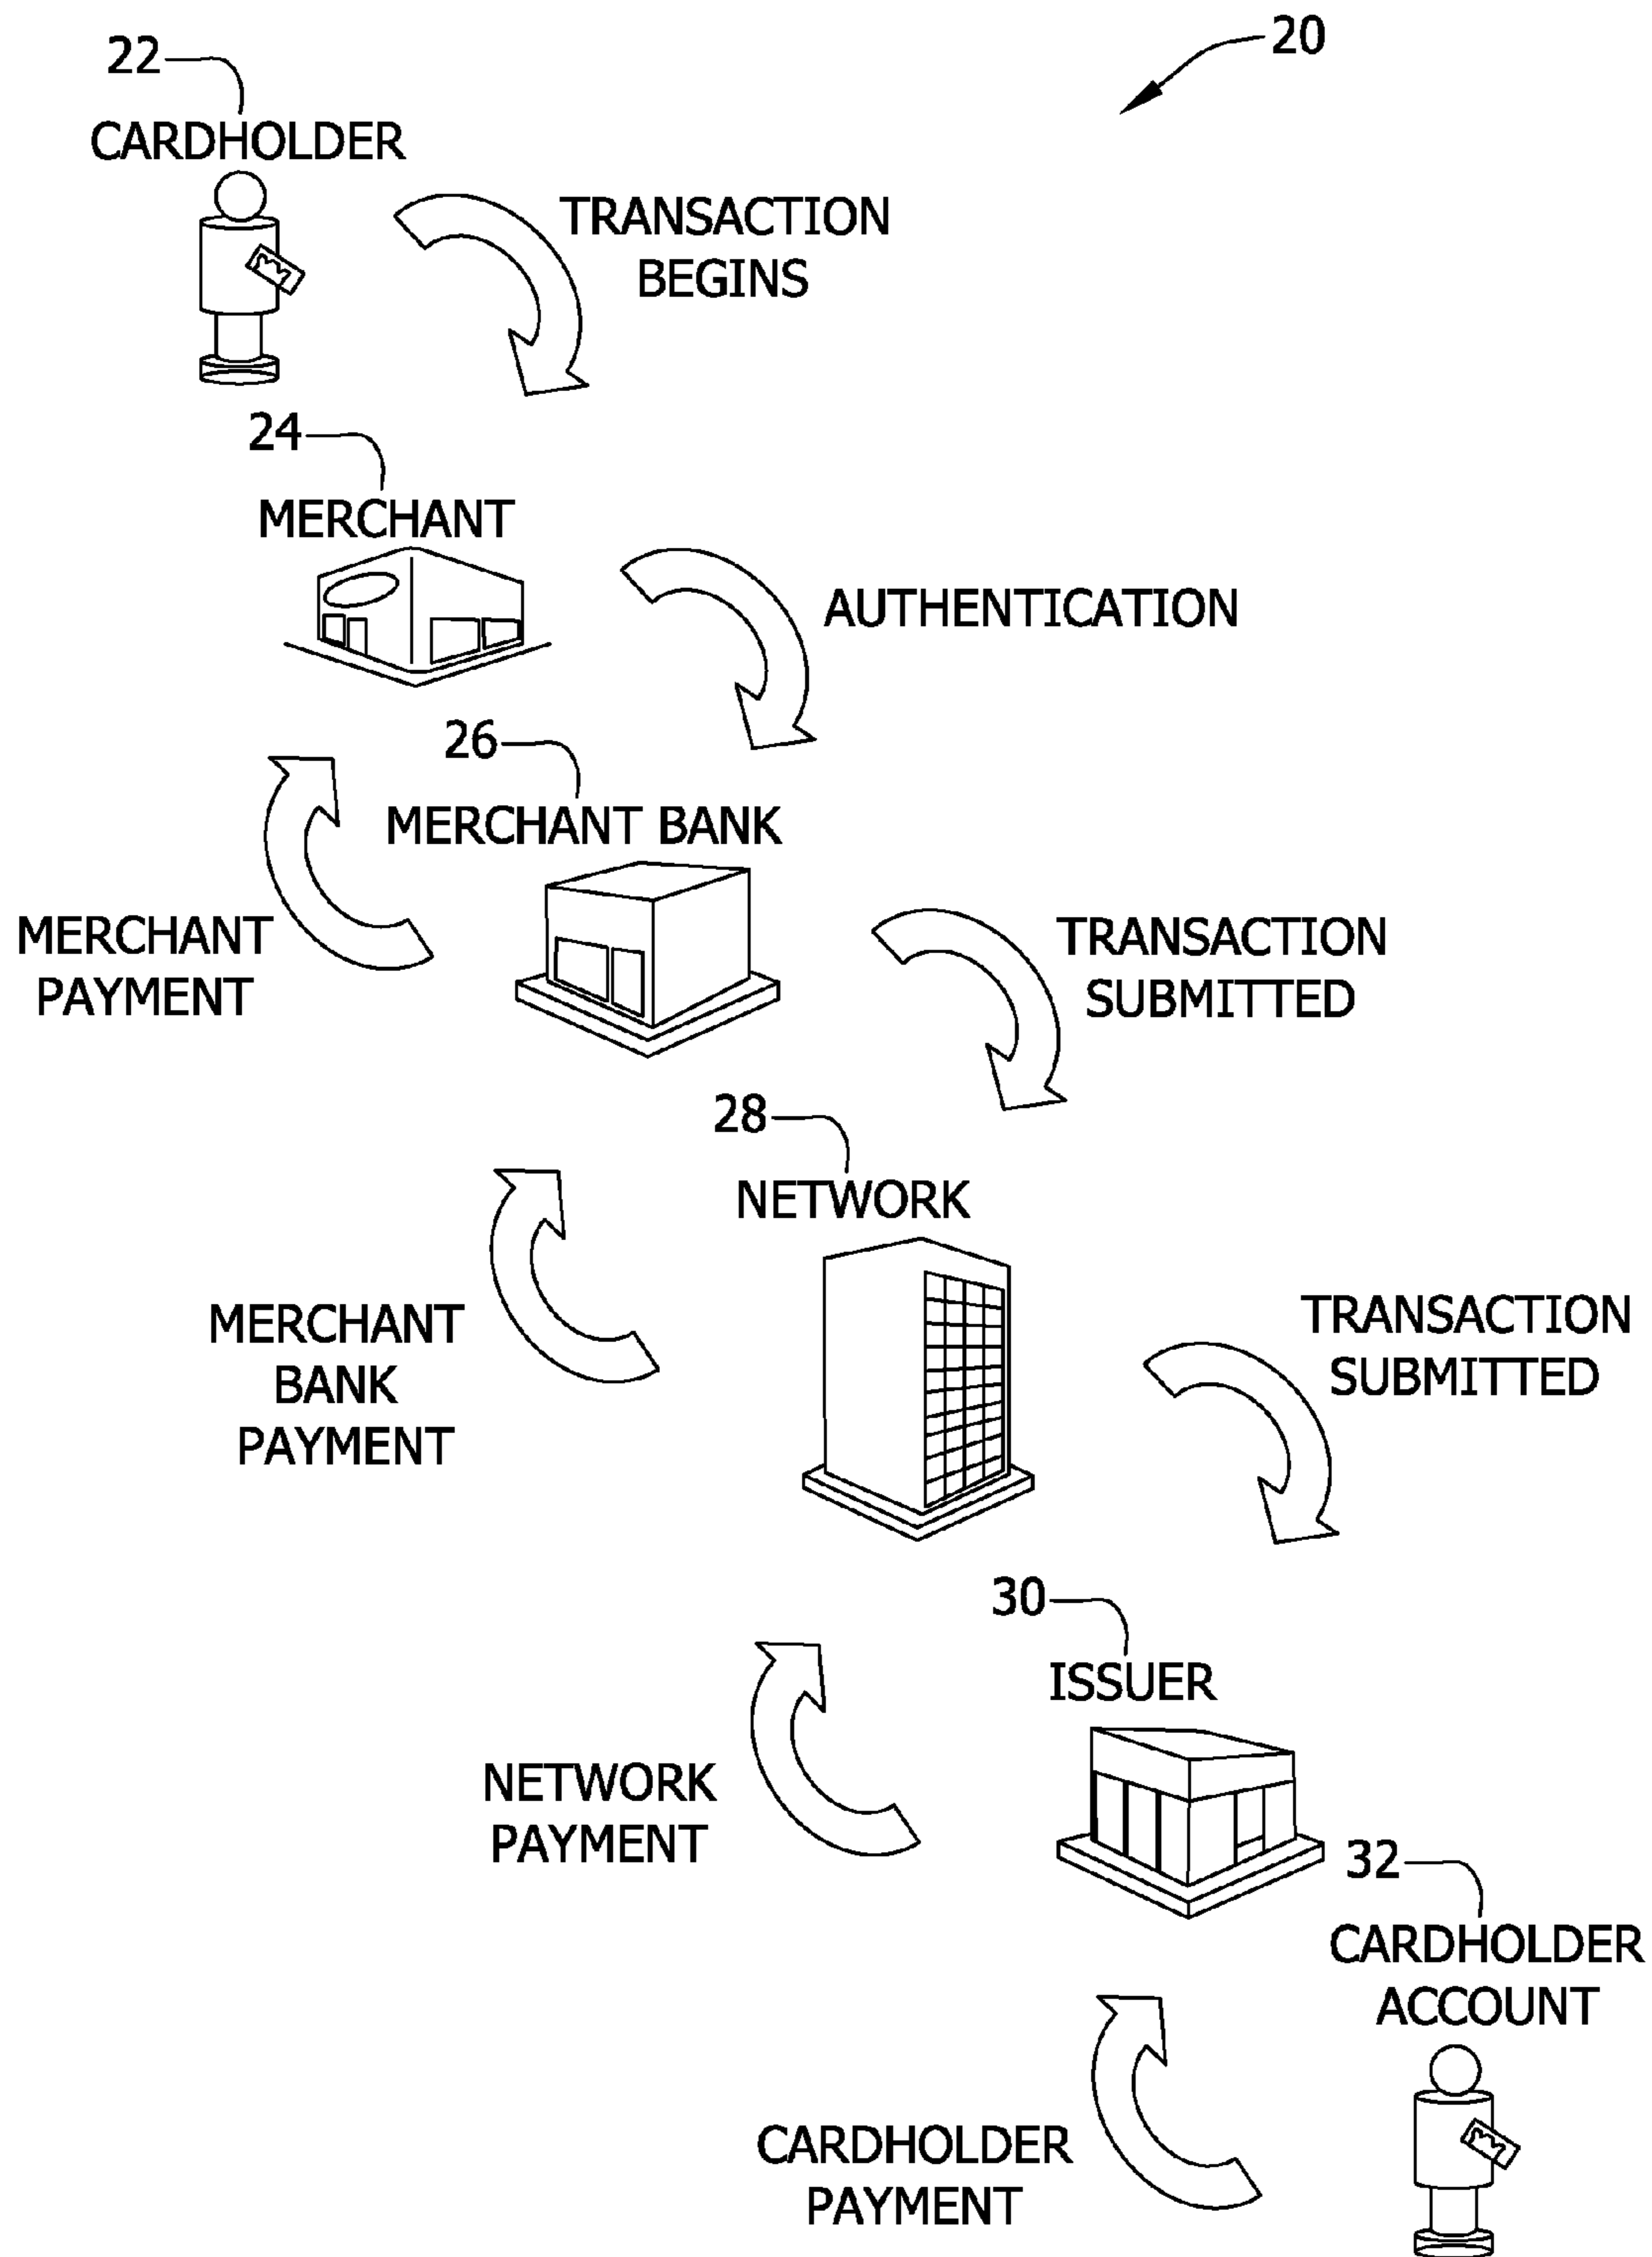 22
20
CARDHOLDER
TRANSACTION
BEGINS
24
MERCHANT
AUTHENTICATION
26
MERCHANT BANK
MERCHANT
PAYMENT
TRANSACTION
SUBMITTED
28
NETWORK
MERCHANT
BANK
PAYMENT
TRANSACTION
SUBMITTED
30
ISSUER
NETWORK
PAYMENT
32
CARDHOLDER
ACCOUNT
CARDHOLDER
PAYMENT